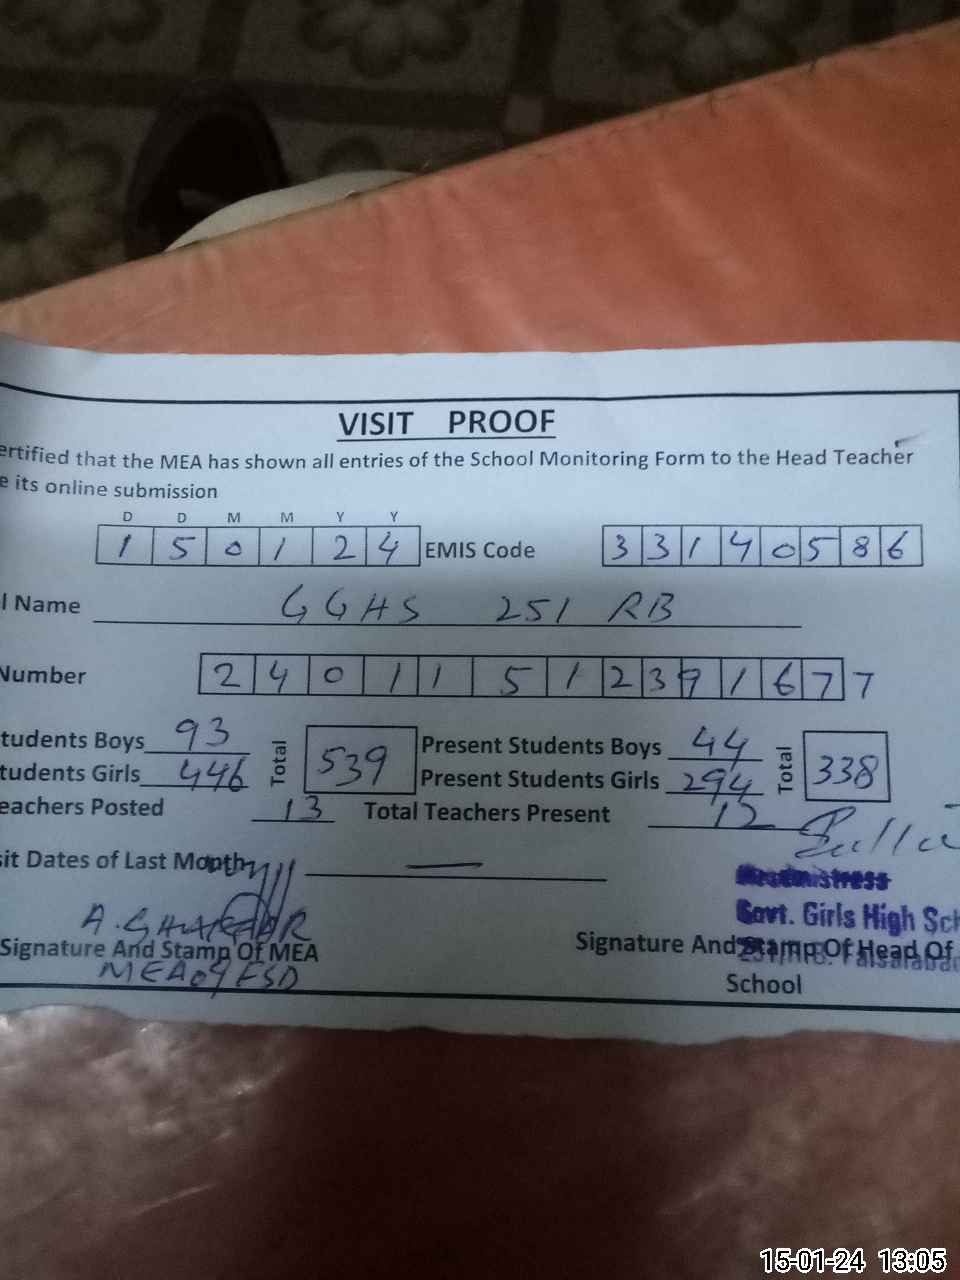 VISIT PROOF
ertified that the MEA has shown all entries of the School Monitoring Form to the Head Teacher
e its online submission
D D M M Y Y
1 5 0 1 2 4 EMIS Code 3 3 1 4 0 5 8 6
l Name GGHS 251 RB
Number 2 4 0 1 1 5 1 2 3 9 1 6 7 7
tudents Boys 93 Total 539 Present Students Boys 44 Total 338
tudents Girls 446 Present Students Girls 294
eachers Posted 13 Total Teachers Present 12
sit Dates of Last Month —
Headmistress
A. GHAFFAR Govt. Girls High Sch
Signature And Stamp Of MEA Signature And Stamp Of Head Of
MEA 09 FSD School
15-01-24 13:05